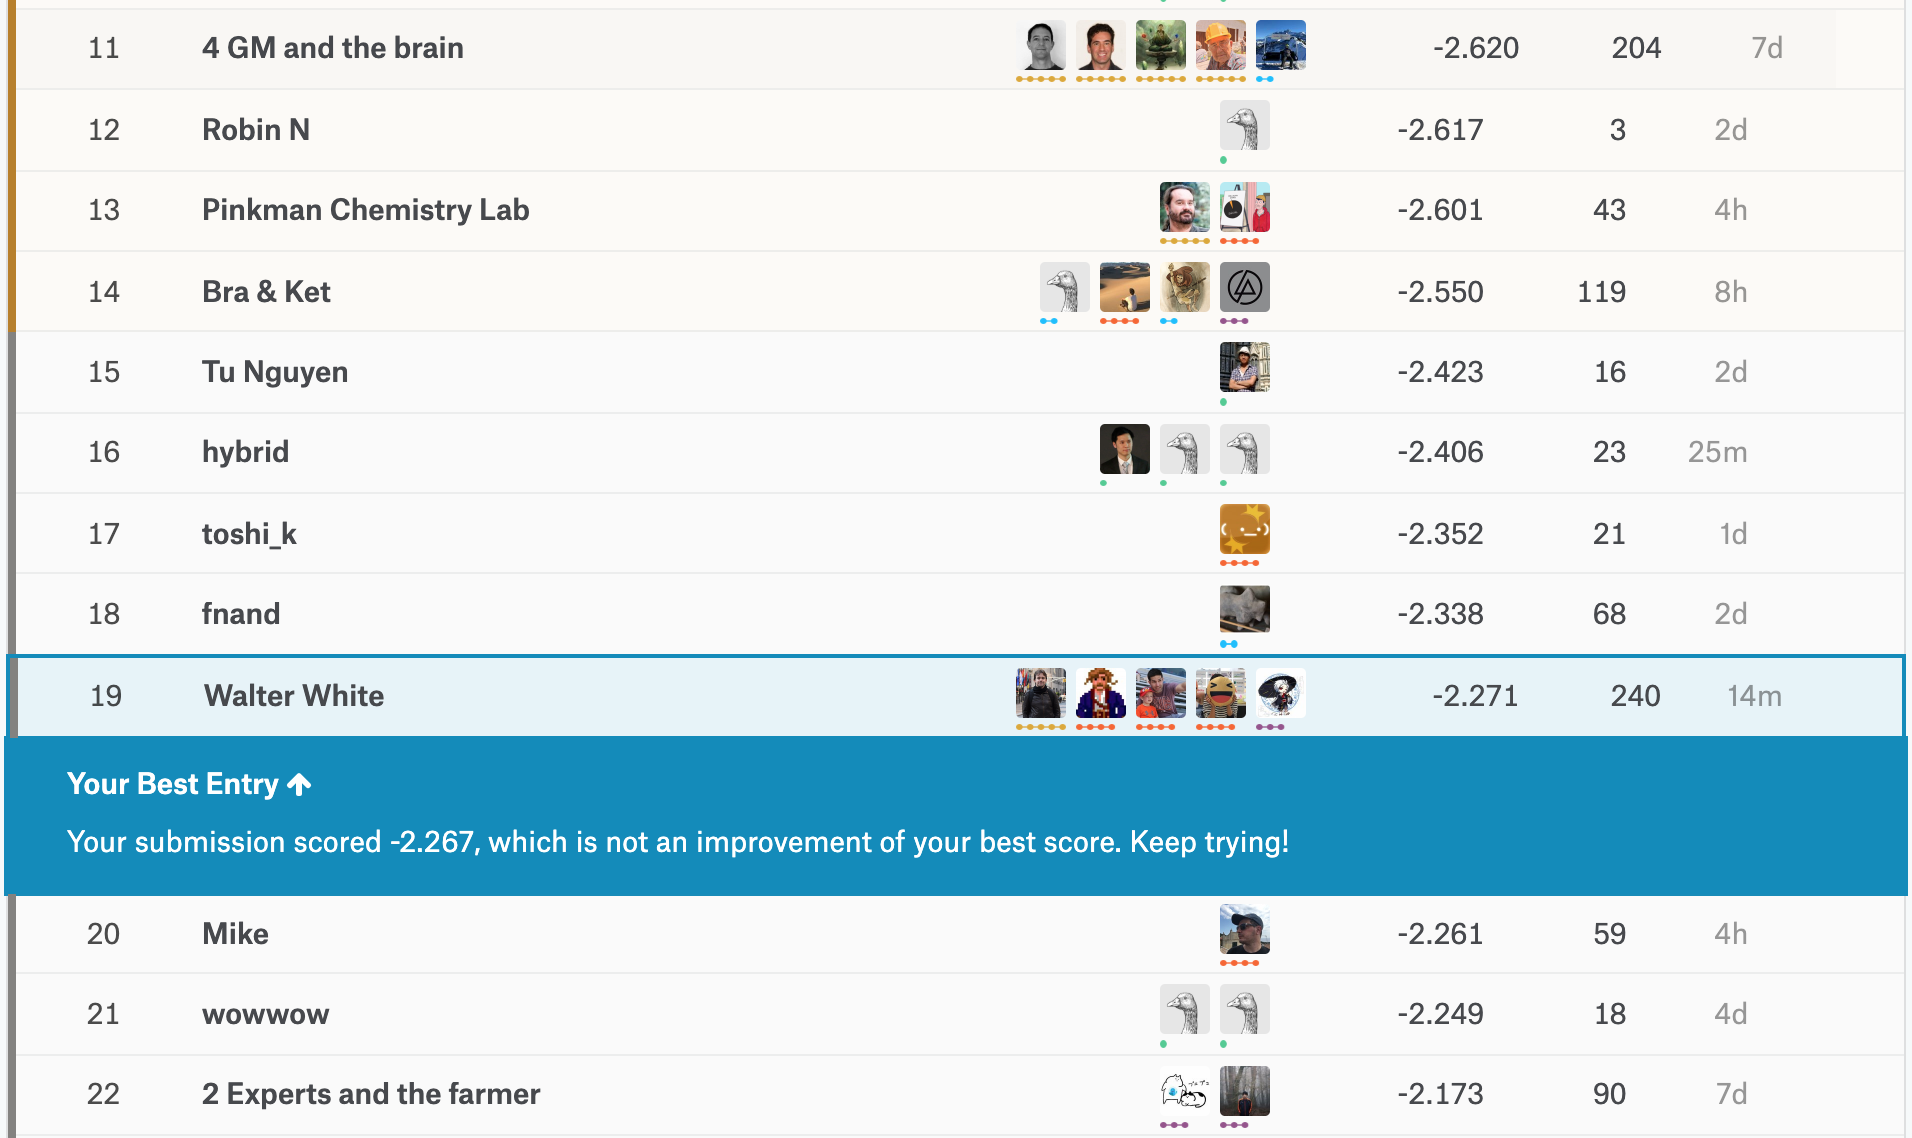 11 4 GM and the brain -2.620 204 7d
12 Robin N -2.617 3 2d
13 Pinkman Chemistry Lab -2.601 43 4h
14 Bra & Ket -2.550 119 8h
15 Tu Nguyen -2.423 16 2d
16 hybrid -2.406 23 25m
17 toshi_k -2.352 21 1d
18 fnand -2.338 68 2d
19 Walter White -2.271 240 14m
Your Best Entry ↑
Your submission scored -2.267, which is not an improvement of your best score. Keep trying!
20 Mike -2.261 59 4h
21 wowwow -2.249 18 4d
22 2 Experts and the farmer -2.173 90 7d